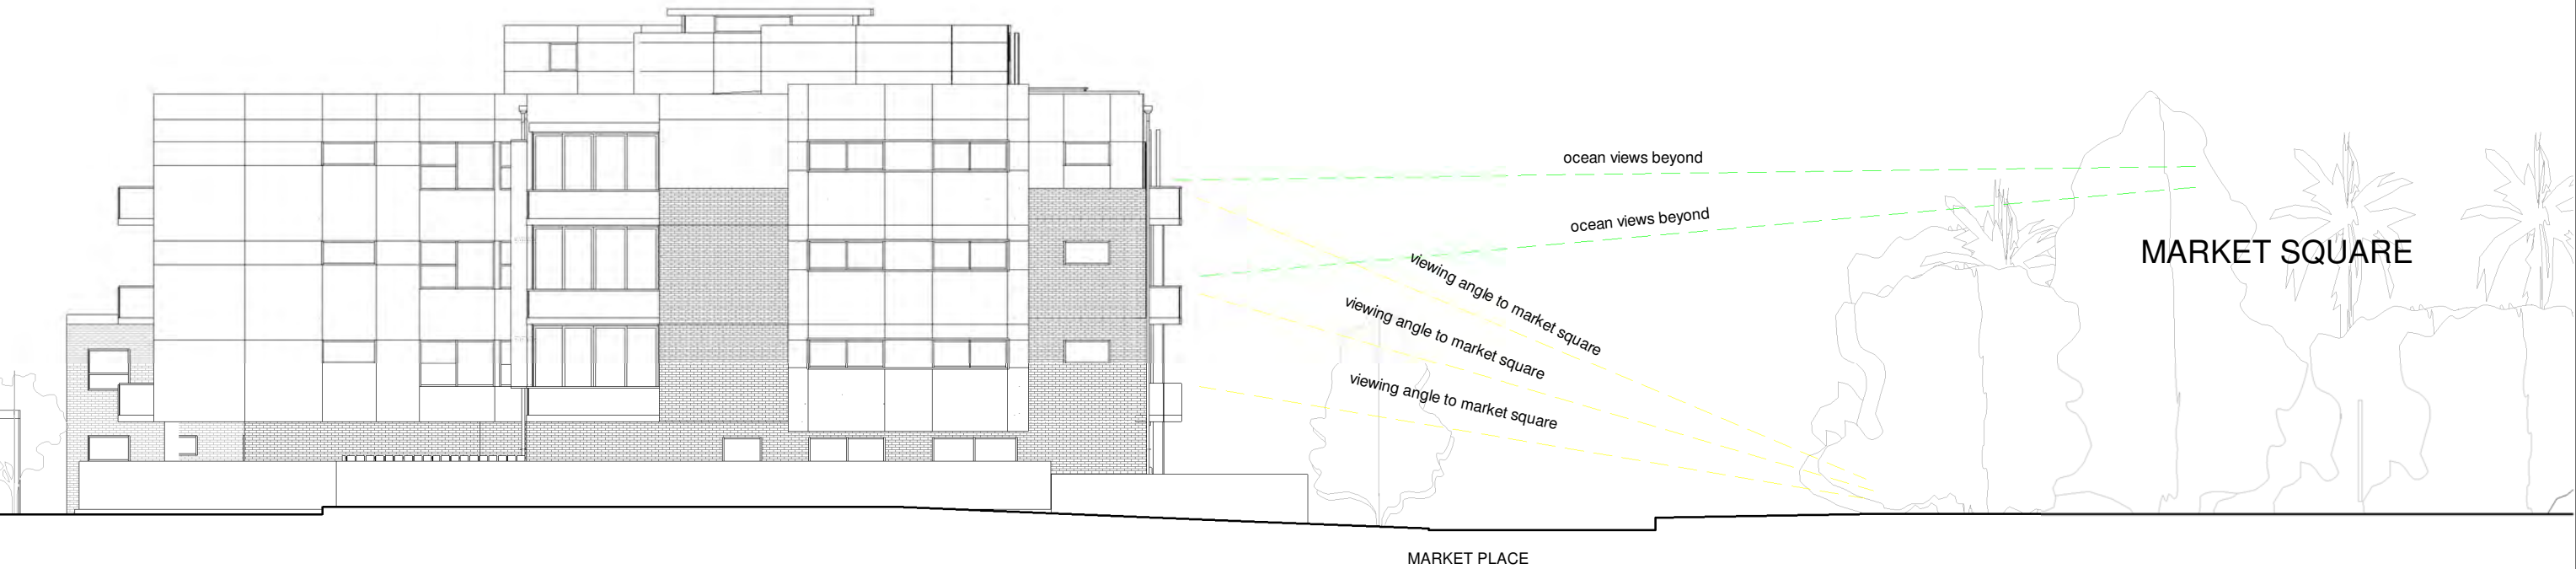 ocean views beyond
ocean views beyond
MARKET SQUARE
viewing angle to market square
viewing angle to market square
viewing angle to market square
MARKET PLACE